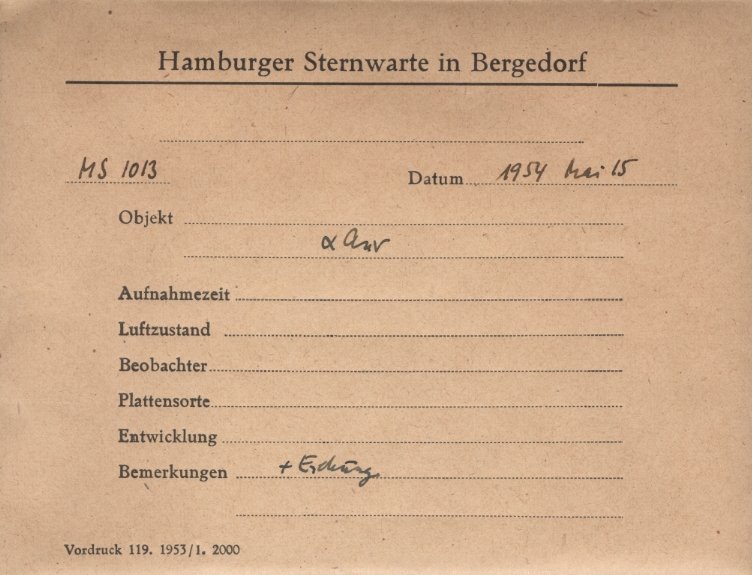 Hamburger Sternwarte in Bergedorf
MS 1013 Datum 1954 Mai 15
Objekt
α Aur
Aufnahmezeit
Luftzustand
Beobachter
Plattensorte
Entwicklung
Bemerkungen +
Vordruck 119. 1953/1. 2000